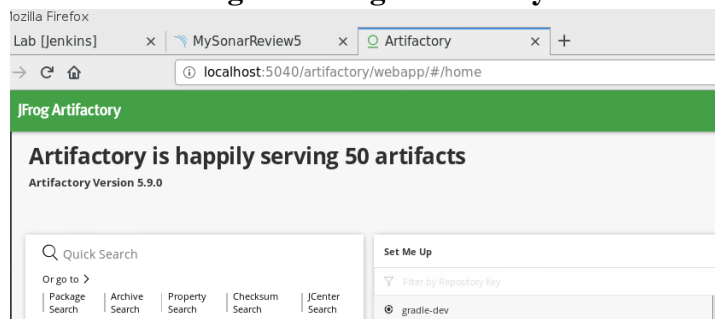 Mozilla Firefox
Lab [Jenkins] × MySonarReview5 × Artifactory × +
localhost:5040/artifactory/webapp/#/home
JFrog Artifactory
Artifactory is happily serving 50 artifacts
Artifactory Version 5.9.0
Quick Search
Set Me Up
Or go to >
Filter by Repository Key
Package Search
Archive Search
Property Search
Checksum Search
JCenter Search
gradle-dev